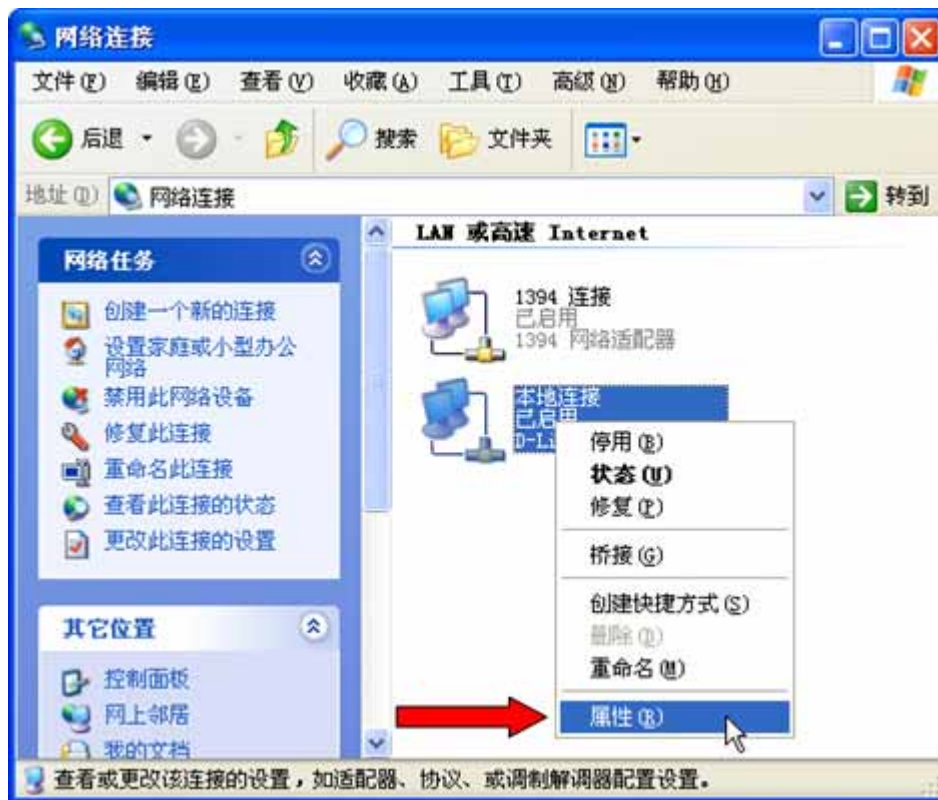 网络连接
文件(F) 编辑(E) 查看(V) 收藏(A) 工具(T) 高级(N) 帮助(H)
后退 搜索 文件夹
地址(D) 网络连接 转到
网络任务
创建一个新的连接
设置家庭或小型办公
网络
禁用此网络设备
修复此连接
重命名此连接
查看此连接的状态
更改此连接的设置
其它位置
控制面板
网上邻居
我的文档
LAN 或高速 Internet
1394 连接
已启用
1394 网络适配器
本地连接
已启用
D-Li
停用(B)
状态(U)
修复(P)
桥接(G)
创建快捷方式(S)
删除(D)
重命名(M)
属性(R)
查看或更改该连接的设置，如适配器、协议、或调制解调器配置设置。